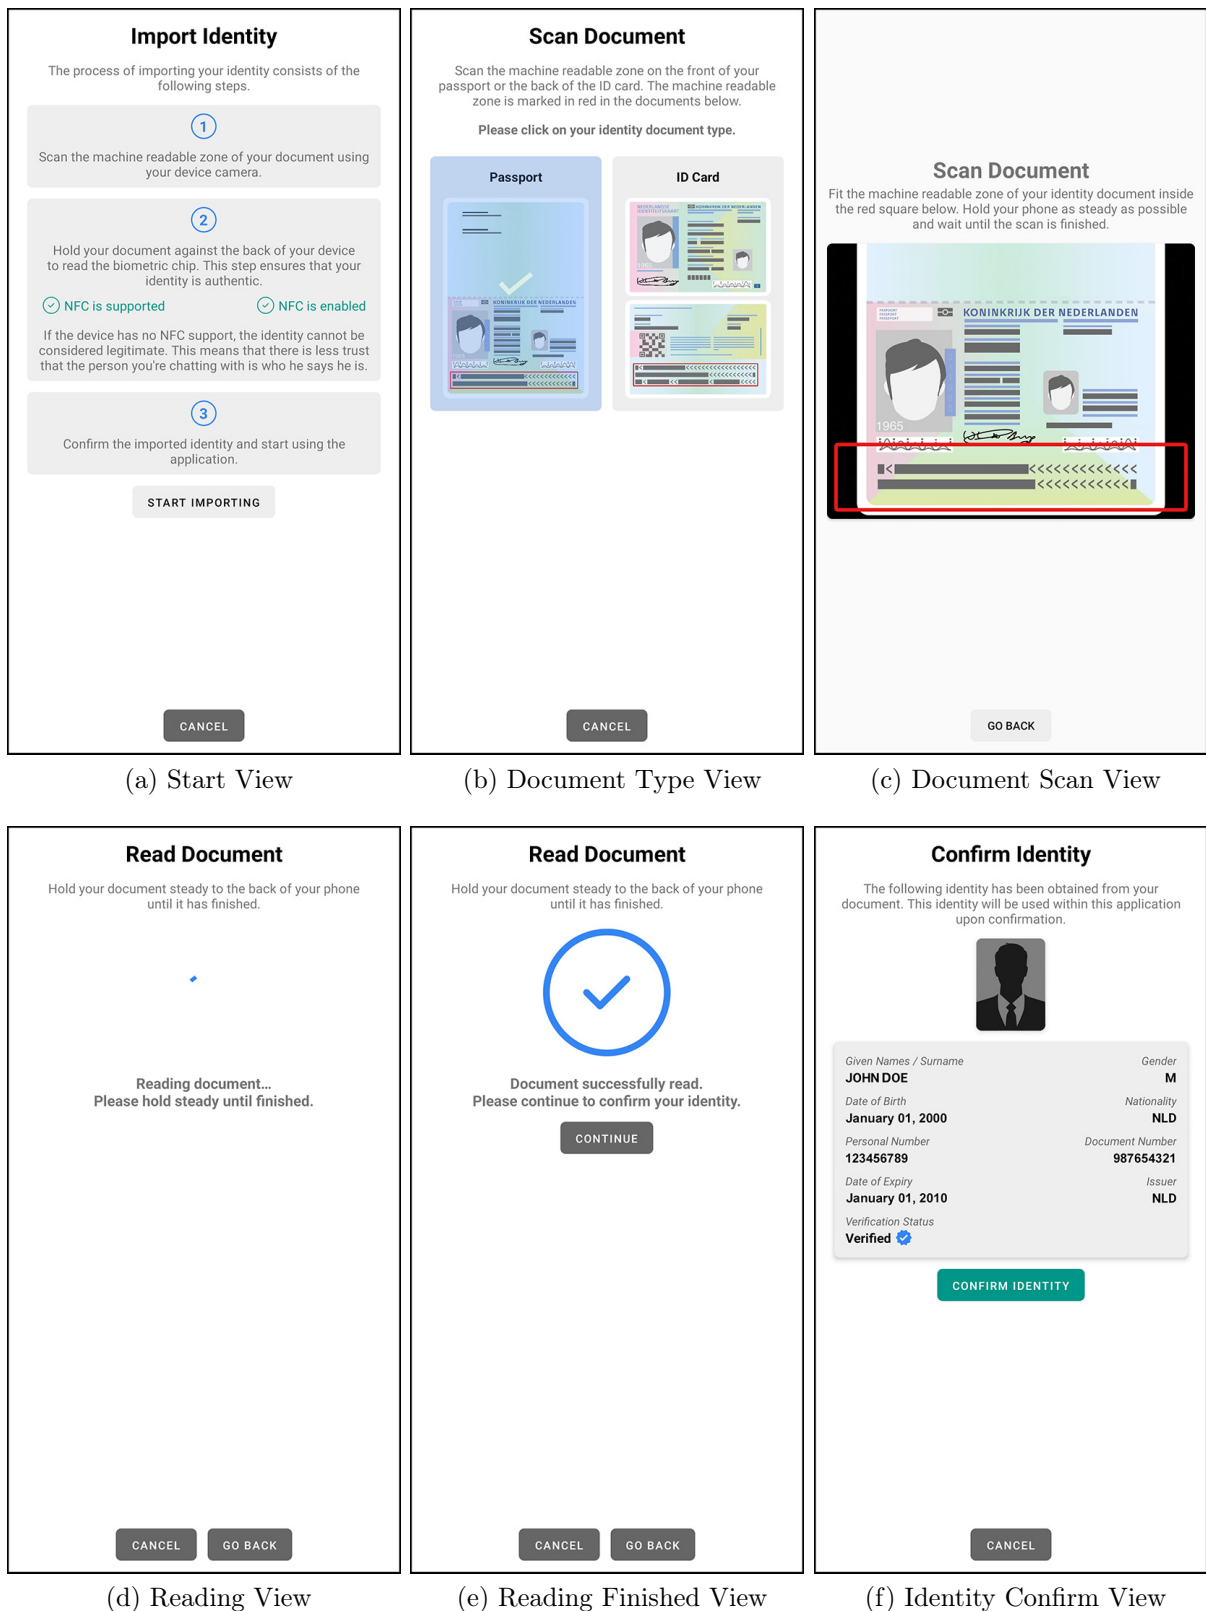 Import Identity
The process of importing your identity consists of the
following steps.
1
Scan the machine readable zone of your document using
your device camera.
2
Hold your document against the back of your device
to read the biometric chip. This step ensures that your
identity is authentic.
NFC is supported
NFC is enabled
If the device has no NFC support, the identity cannot be
considered legitimate. This means that there is less trust
that the person you're chatting with is who he says he is.
3
Confirm the imported identity and start using the
application.
START IMPORTING
CANCEL
(a) Start View
Scan Document
Scan the machine readable zone on the front of your
passport or the back of the ID card. The machine readable
zone is marked in red in the documents below.
Please click on your identity document type.
Passport
KONINKRIJK DER NEDERLANDEN
ID Card
NEDERLANDSE
IDENTITEITSKAART
KONINKRIJK DER NEDERLANDEN
1965
CANCEL
(b) Document Type View
Scan Document
Fit the machine readable zone of your identity document inside
the red square below. Hold your phone as steady as possible
and wait until the scan is finished.
KONINKRIJK DER NEDERLANDEN
1965
<<<<<<<<<<<<<
<<<<<<<<<<<<
GO BACK
(c) Document Scan View
Read Document
Hold your document steady to the back of your phone
until it has finished.
Reading document...
Please hold steady until finished.
CANCEL
GO BACK
(d) Reading View
Read Document
Hold your document steady to the back of your phone
until it has finished.
Document successfully read.
Please continue to confirm your identity.
CONTINUE
CANCEL
GO BACK
(e) Reading Finished View
Confirm Identity
The following identity has been obtained from your
document. This identity will be used within this application
upon confirmation.
Given Names / Surname
Gender
JOHN DOE
M
Date of Birth
Nationality
January 01, 2000
NLD
Personal Number
Document Number
123456789
987654321
Date of Expiry
Issuer
January 01, 2010
NLD
Verification Status
Verified
CONFIRM IDENTITY
CANCEL
(f) Identity Confirm View